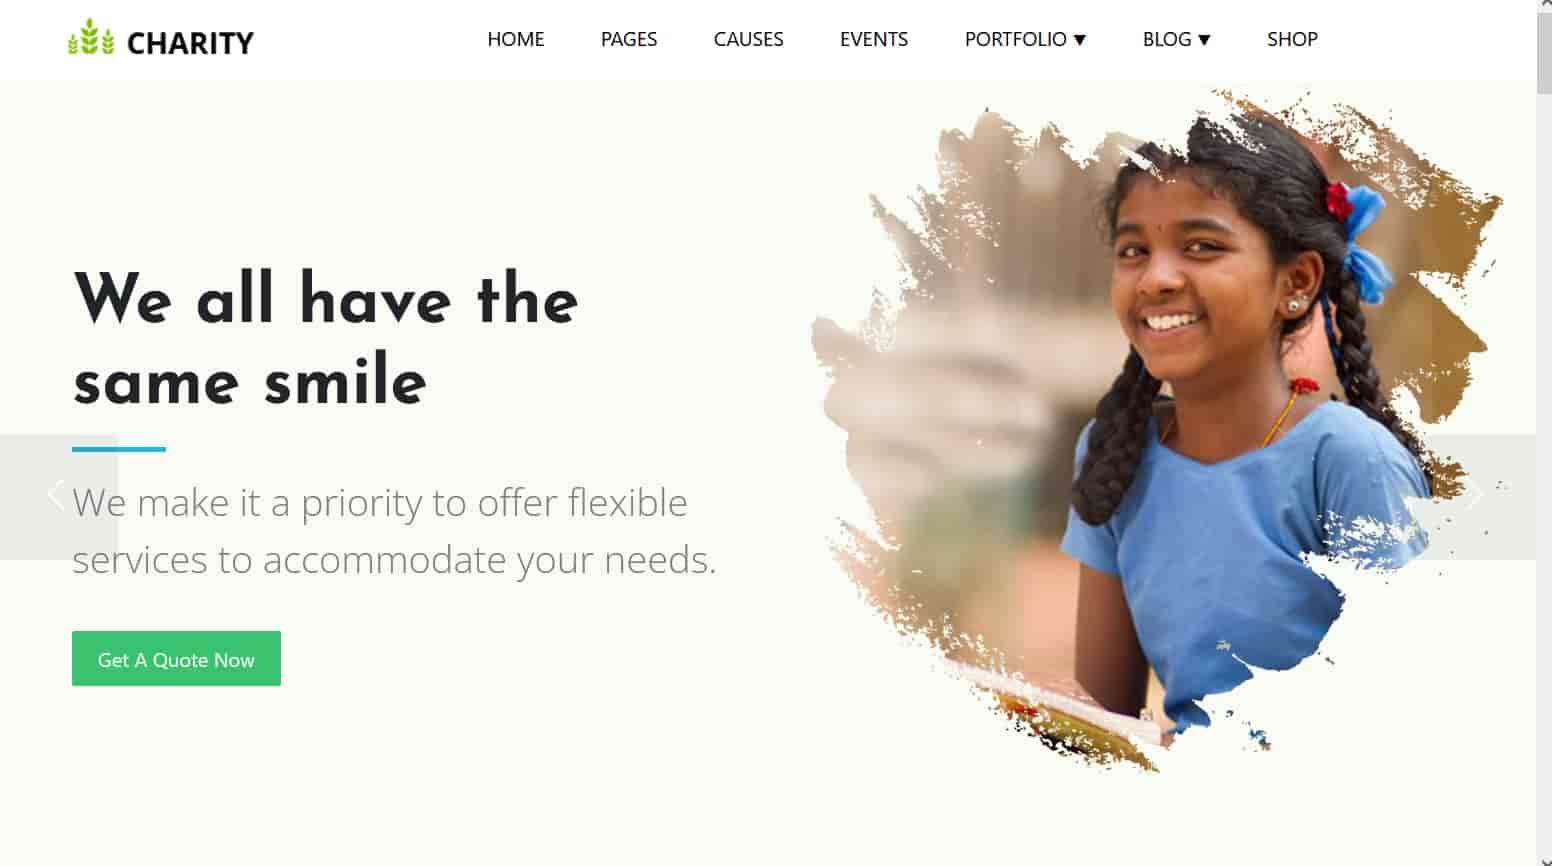 CHARITY
HOME PAGES CAUSES EVENTS PORTFOLIO ▼ BLOG ▼ SHOP
We all have the
same smile
We make it a priority to offer flexible
services to accommodate your needs.
Get A Quote Now